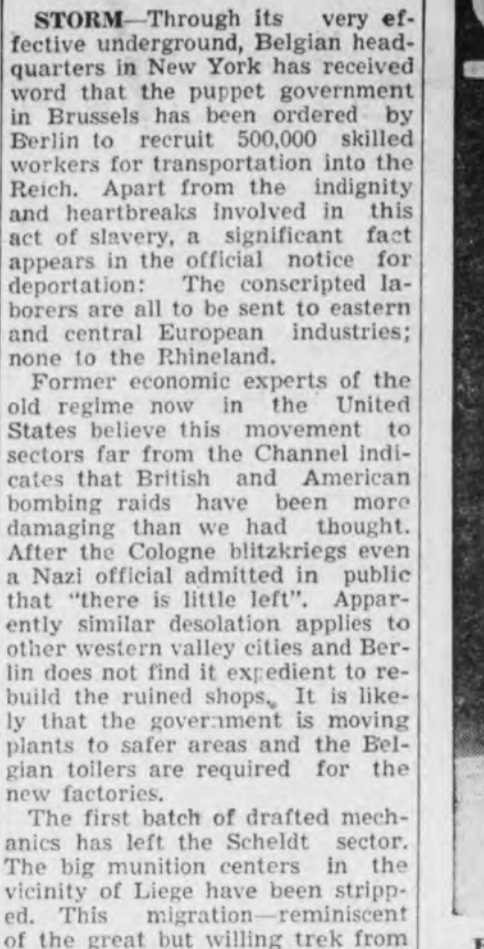 STORM—Through its very ef-
fective underground, Belgian head-
quarters in New York has received
word that the puppet government
in Brussels has been ordered by
Berlin to recruit 500,000 skilled
workers for transportation into the
Reich. Apart from the indignity
and heartbreaks involved in this
act of slavery, a significant fact
appears in the official notice for
deportation: The conscripted la-
borers are all to be sent to eastern
and central European industries;
none to the Rhineland.
Former economic experts of the
old regime now in the United
States believe this movement to
sectors far from the Channel indi-
cates that British and American
bombing raids have been more
damaging than we had thought.
After the Cologne blitzkriegs even
a Nazi official admitted in public
that "there is little left". Appar-
ently similar desolation applies to
other western valley cities and Ber-
lin does not find it expedient to re-
build the ruined shops. It is like-
ly that the government is moving
plants to safer areas and the Bel-
gian toilers are required for the
new factories.
The first batch of drafted mech-
anics has left the Scheldt sector.
The big munition centers in the
vicinity of Liege have been stripp-
ed. This migration—reminiscent
of the great but willing trek from